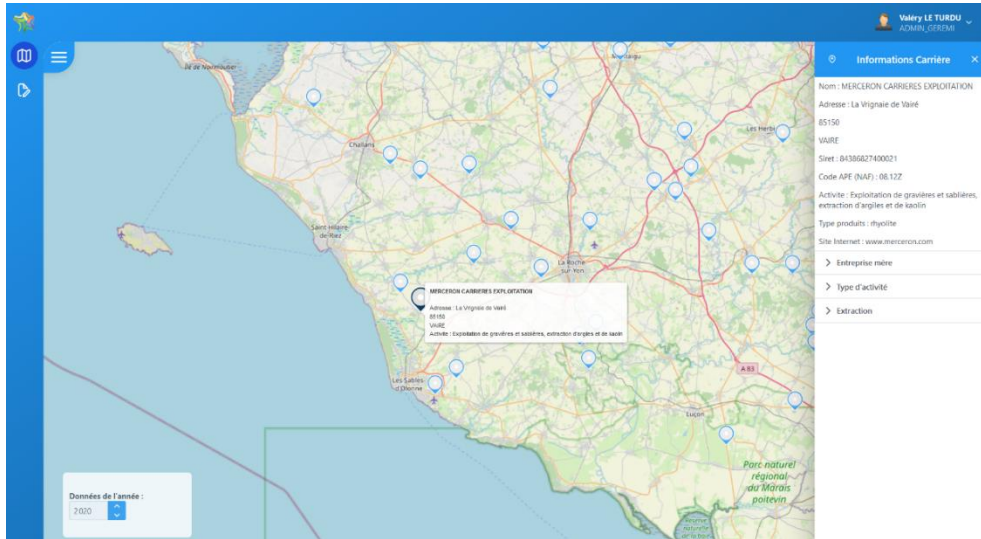 Valéry LE TURDU
ADMIN_GEREMI
Informations Carrière
Nom : MERCERON CARRIERES EXPLOITATION
Adresse : La Vrignaie de Vairé
85150
VAIRE
Siret : 84386827400021
Code APE (NAF) : 08.12Z
Activite : Exploitation de gravières et sablières,
extraction d'argiles et de kaolin
Type produits : rhyolite
Site Internet : www.merceron.com
Entreprise mère
Type d'activité
Extraction
Île de Noirmoutier
Montaigu
Challans
Les Herbiers
Saint-Hilaire-
de-Riez
La Roche-
sur-Yon
MERCERON CARRIERES EXPLOITATION
Adresse : La Vrignaie de Vairé
85150
VAIRE
Activite : Exploitation de gravières et sablières, extraction d'argiles et de kaolin
Les Sables
d'Olonne
A 83
Luçon
Parc naturel
régional
du Marais
poitevin
Réserve
naturelle
Données de l'année :
2020